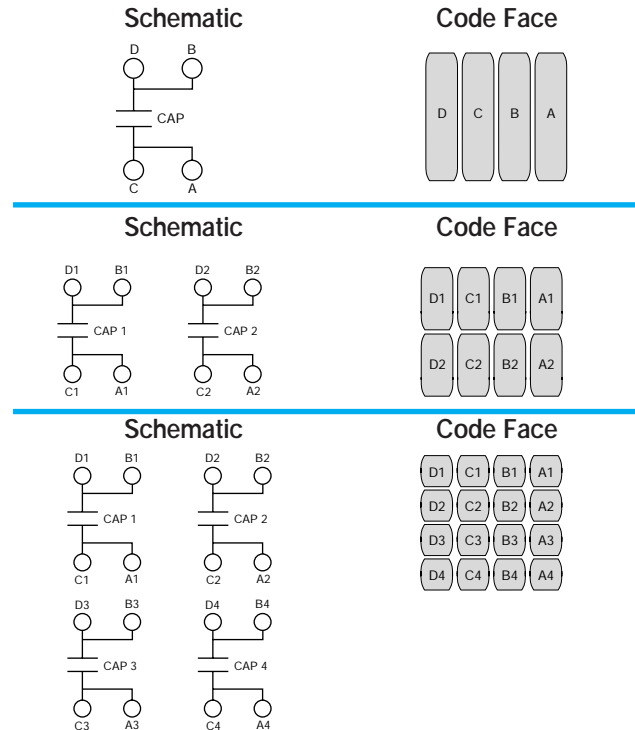 Schematic Code Face
D B
CAP
C A
D C B A
Schematic Code Face
D1 B1 D2 B2
CAP 1 CAP 2
C1 A1 C2 A2
D1 C1 B1 A1
D2 C2 B2 A2
Schematic Code Face
D1 B1 D2 B2
CAP 1 CAP 2
C1 A1 C2 A2
D3 B3 D4 B4
CAP 3 CAP 4
C3 A3 C4 A4
D1 C1 B1 A1
D2 C2 B2 A2
D3 C3 B3 A3
D4 C4 B4 A4